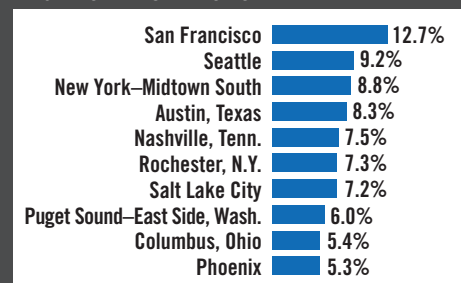 San Francisco 12.7%
Seattle 9.2%
New York–Midtown South 8.8%
Austin, Texas 8.3%
Nashville, Tenn. 7.5%
Rochester, N.Y. 7.3%
Salt Lake City 7.2%
Puget Sound–East Side, Wash. 6.0%
Columbus, Ohio 5.4%
Phoenix 5.3%